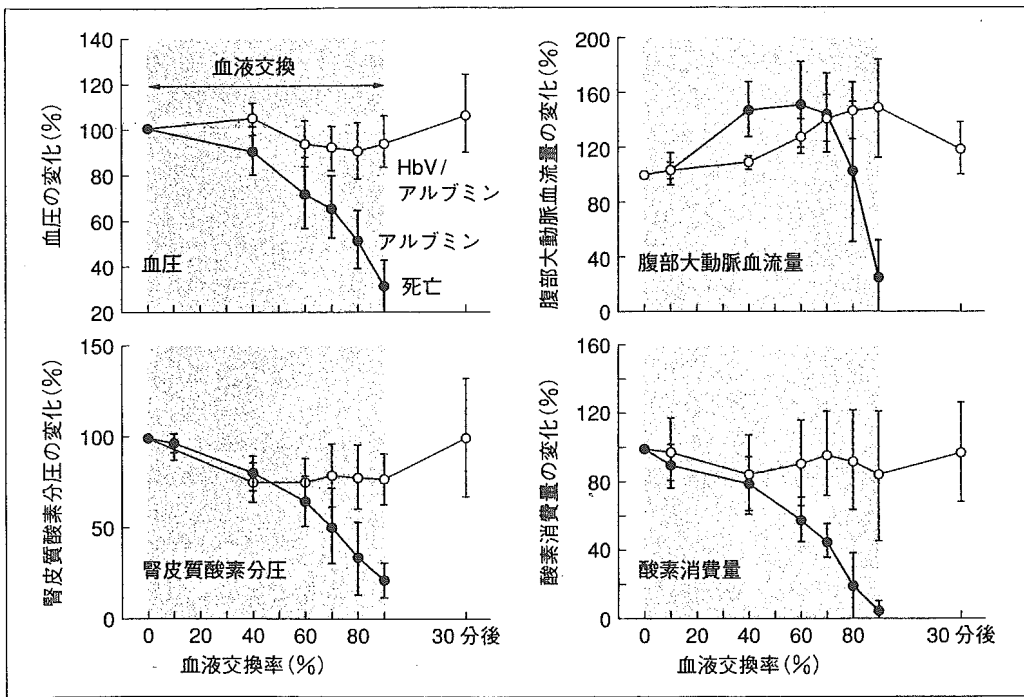 140
120
100
80
60
40
20
血圧の変化(%)
血液交換
HbV/
アルブミン
アルブミン
死亡
血圧
200
160
120
80
40
0
腹部大動脈血流量の変化(%)
腹部大動脈血流量
150
100
50
0
腎皮質酸素分圧の変化(%)
腎皮質酸素分圧
0 20 40 60 80 30分後
血液交換率(%)
160
120
80
40
0
酸素消費量の変化(%)
酸素消費量
0 20 40 60 80 30分後
血液交換率(%)